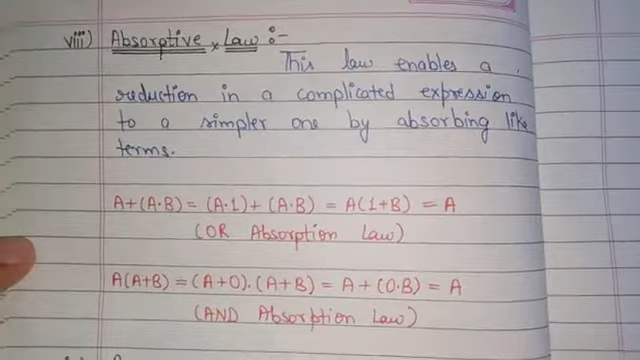 viii) Absorptive x Law :-
This law enables a
reduction in a complicated expression
to a simpler one by absorbing like
terms.
A+(A·B) = (A·1)+(A·B) = A(1+B) = A
(OR Absorption Law)
A(A+B) = (A+0).(A+B) = A+(0·B) = A
(AND Absorption Law)